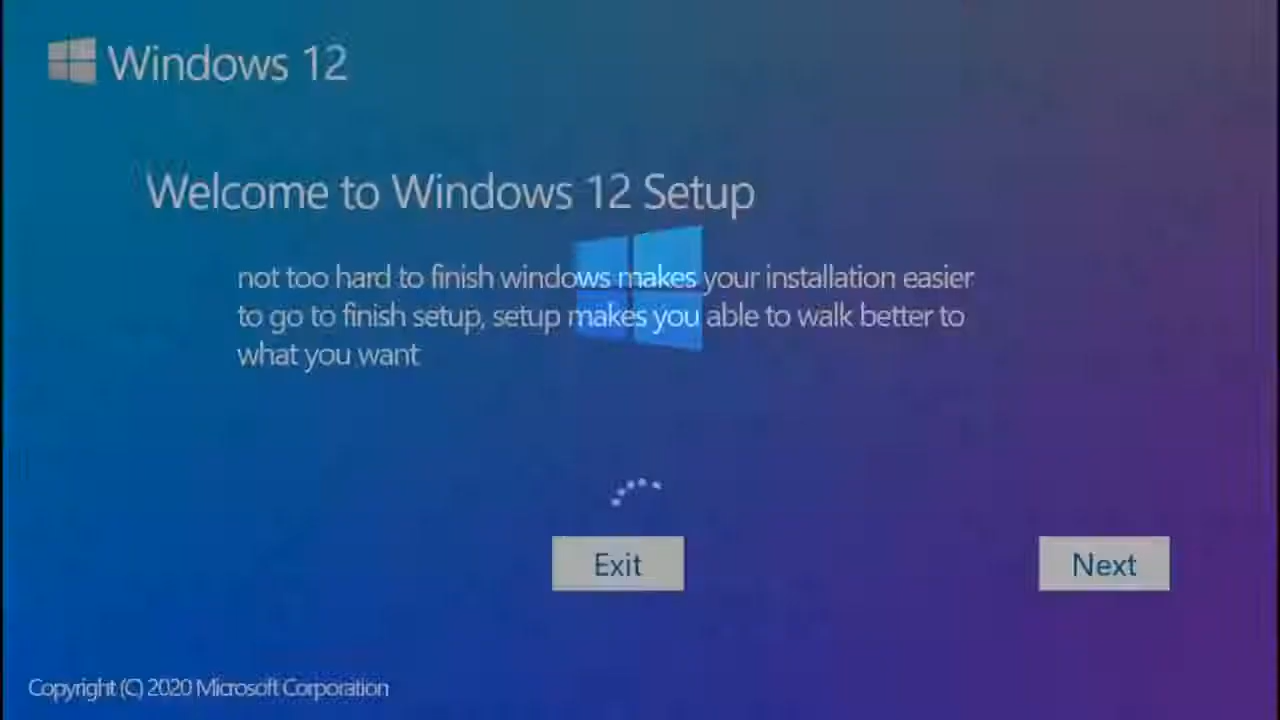 Windows 12
Welcome to Windows 12 Setup
not too hard to finish windows makes your installation easier
to go to finish setup, setup makes you able to walk better to
what you want
Exit
Next
Copyright (C) 2020 Microsoft Corporation